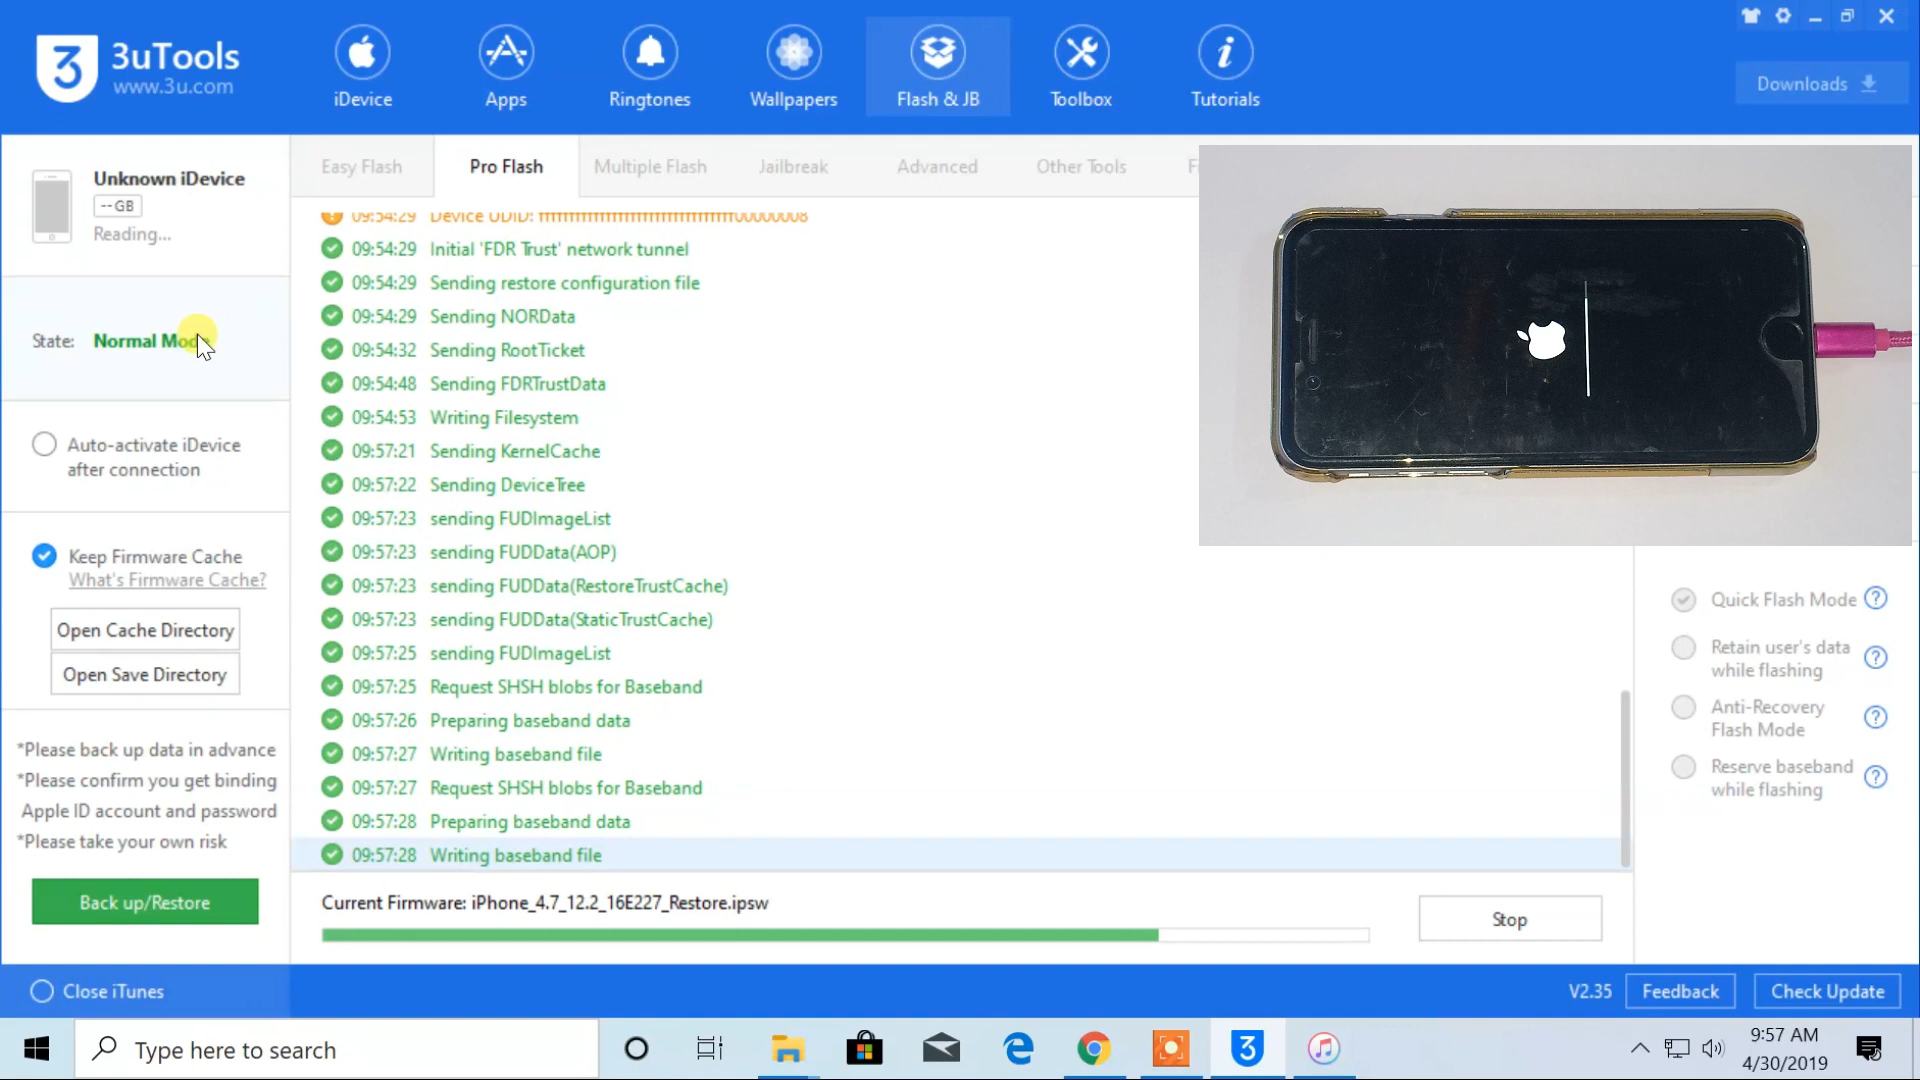 3uTools
www.3u.com
iDevice
Apps
Ringtones
Wallpapers
Flash & JB
Toolbox
Tutorials
Downloads
Unknown iDevice
--GB
Reading...
State: Normal Mode
Auto-activate iDevice
after connection
Keep Firmware Cache
What's Firmware Cache?
Open Cache Directory
Open Save Directory
*Please back up data in advance
*Please confirm you get binding
Apple ID account and password
*Please take your own risk
Back up/Restore
Easy Flash
Pro Flash
Multiple Flash
Jailbreak
Advanced
Other Tools
09:54:29 Device UDID:
09:54:29 Initial 'FDR Trust' network tunnel
09:54:29 Sending restore configuration file
09:54:29 Sending NORData
09:54:32 Sending RootTicket
09:54:48 Sending FDRTrustData
09:54:53 Writing Filesystem
09:57:21 Sending KernelCache
09:57:22 Sending DeviceTree
09:57:23 sending FUDImageList
09:57:23 sending FUDData(AOP)
09:57:23 sending FUDData(RestoreTrustCache)
09:57:23 sending FUDData(StaticTrustCache)
09:57:25 sending FUDImageList
09:57:25 Request SHSH blobs for Baseband
09:57:26 Preparing baseband data
09:57:27 Writing baseband file
09:57:27 Request SHSH blobs for Baseband
09:57:28 Preparing baseband data
09:57:28 Writing baseband file
Current Firmware: iPhone_4.7_12.2_16E227_Restore.ipsw
Stop
Quick Flash Mode ?
Retain user's data
while flashing ?
Anti-Recovery
Flash Mode ?
Reserve baseband
while flashing ?
Close iTunes
V2.35
Feedback
Check Update
Type here to search
9:57 AM
4/30/2019